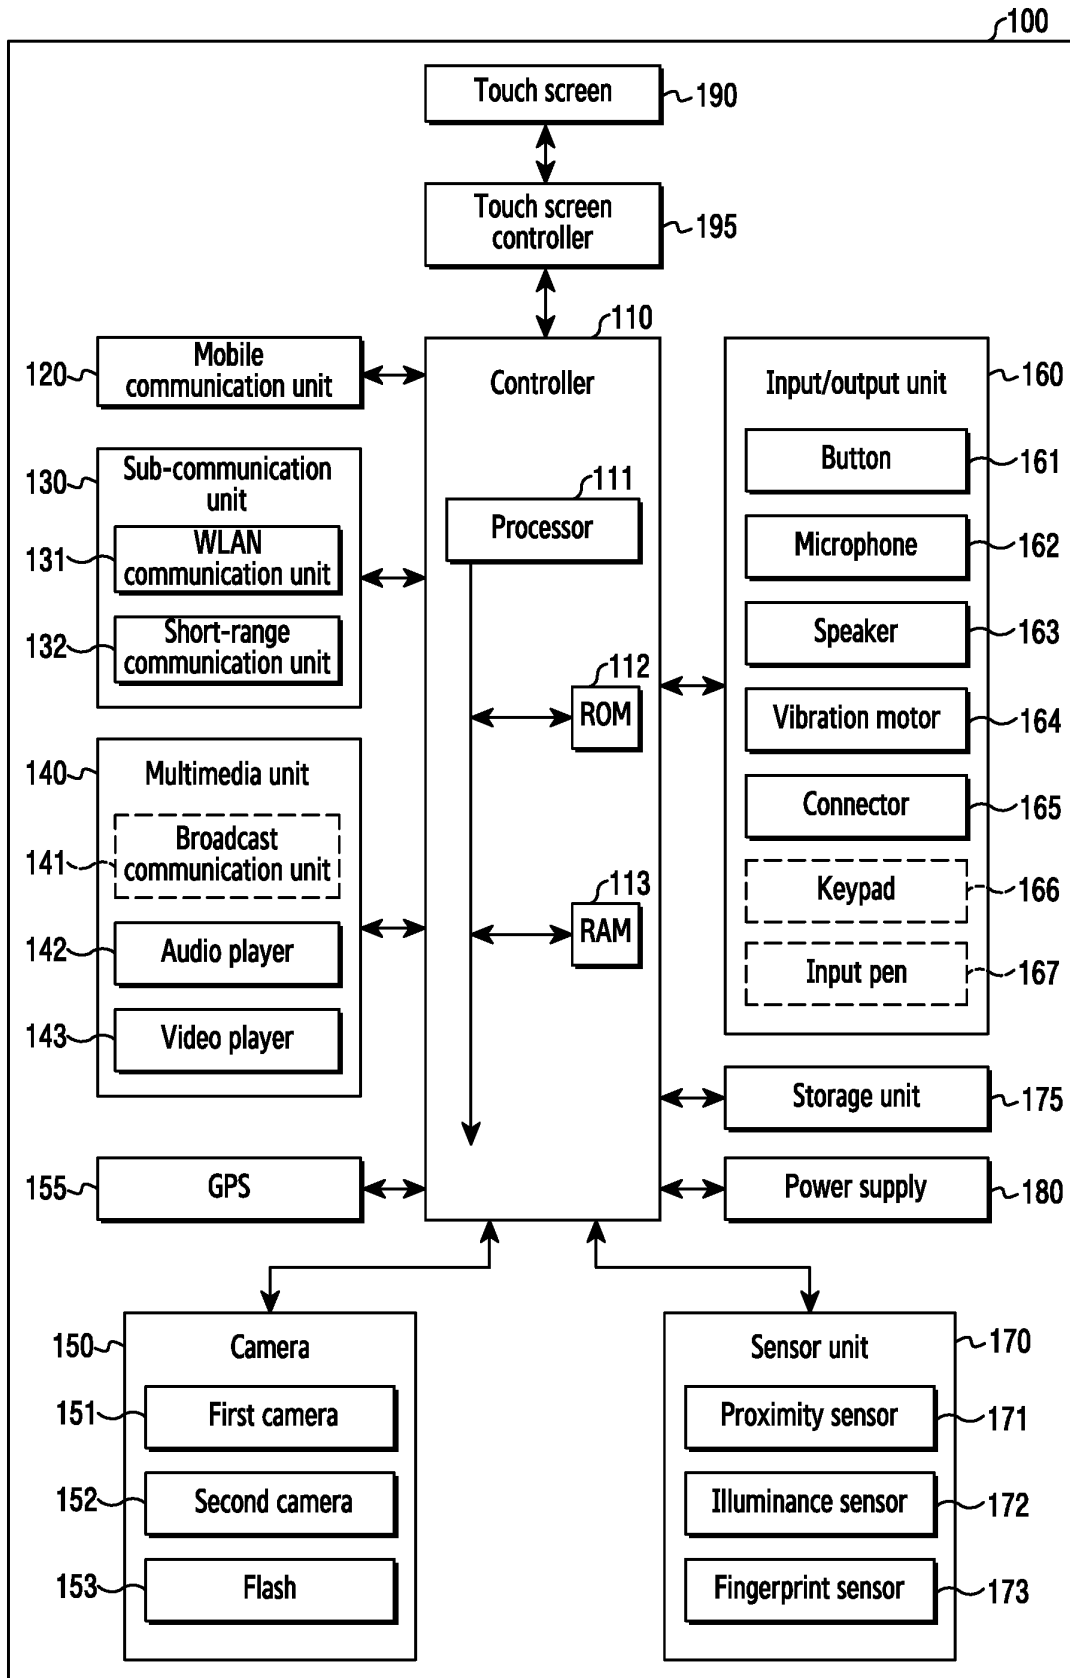 100
Touch screen
190
Touch screen
controller
195
110
Controller
Mobile
communication unit
120
Sub-communication
unit
130
WLAN
communication unit
131
Short-range
communication unit
132
Multimedia unit
140
Broadcast
communication unit
141
Audio player
142
Video player
143
GPS
155
111
Processor
112
ROM
113
RAM
Input/output unit
160
Button
161
Microphone
162
Speaker
163
Vibration motor
164
Connector
165
Keypad
166
Input pen
167
Storage unit
175
Power supply
180
Camera
150
First camera
151
Second camera
152
Flash
153
Sensor unit
170
Proximity sensor
171
Illuminance sensor
172
Fingerprint sensor
173